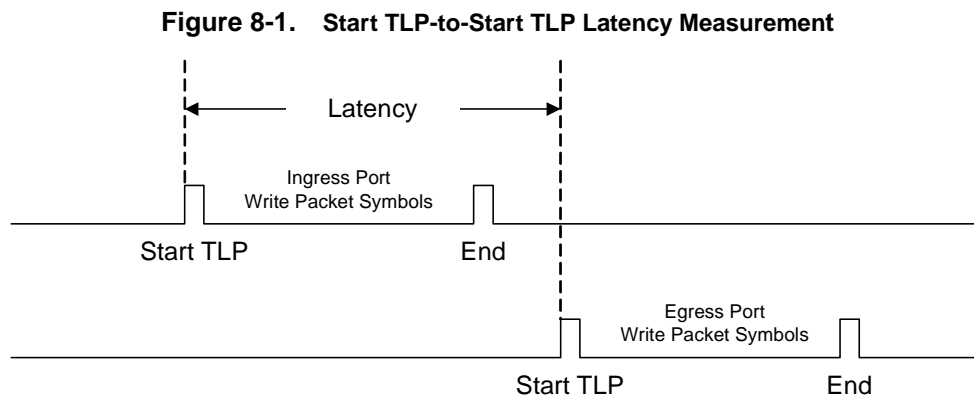 Figure 8-1. Start TLP-to-Start TLP Latency Measurement
Latency
Ingress Port
Write Packet Symbols
Start TLP
End
Egress Port
Write Packet Symbols
Start TLP
End